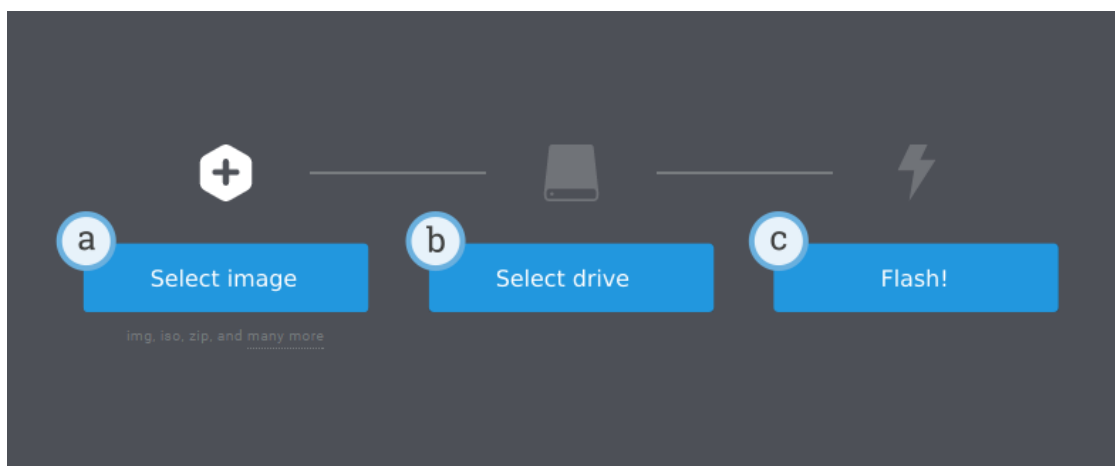 a
Select image
b
Select drive
c
Flash!
img, iso, zip, and many more